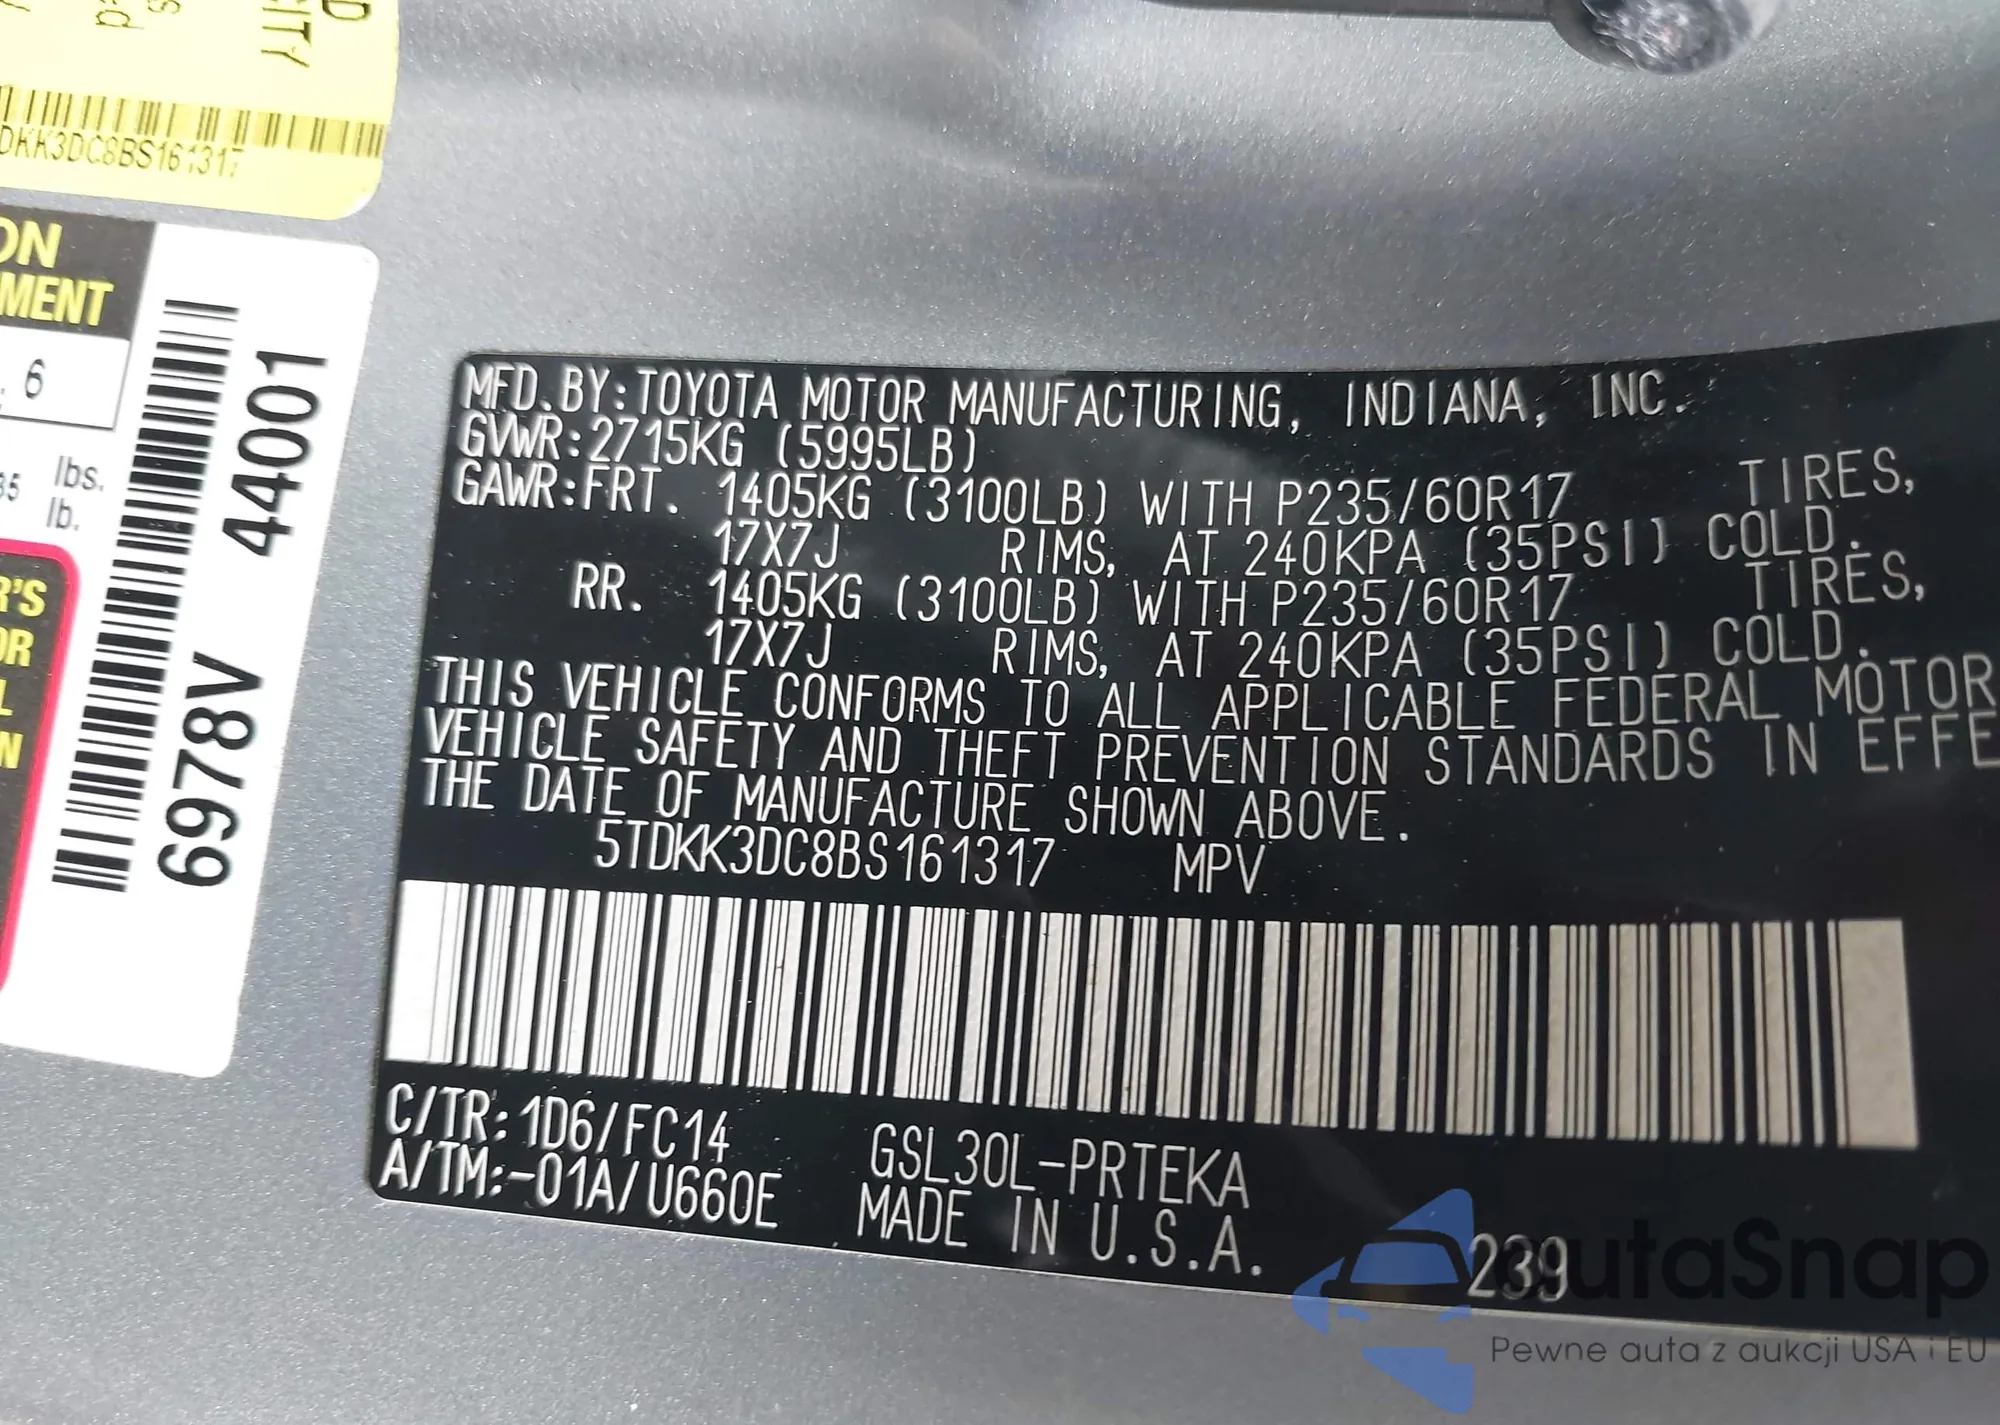 CITY
DKK3DC8BS161317
ON
MENT
6
lbs.
lb.
R'S
OR
L
N
6978V 44001
MFD. BY: TOYOTA MOTOR MANUFACTURING, INDIANA, INC.
GVWR: 2715KG (5995LB)
GAWR: FRT. 1405KG (3100LB) WITH P235/60R17 TIRES,
17X7J RIMS, AT 240KPA (35PSI) COLD.
RR. 1405KG (3100LB) WITH P235/60R17 TIRES,
17X7J RIMS, AT 240KPA (35PSI) COLD.
THIS VEHICLE CONFORMS TO ALL APPLICABLE FEDERAL MOTOR
VEHICLE SAFETY AND THEFT PREVENTION STANDARDS IN EFFE
THE DATE OF MANUFACTURE SHOWN ABOVE.
5TDKK3DC8BS161317 MPV
C/TR: 1D6/FC14
A/TM:-01A/U660E
GSL30L-PRTEKA
MADE IN U.S.A.
239
autaSnap
Pewne auta z aukcji USA i EU